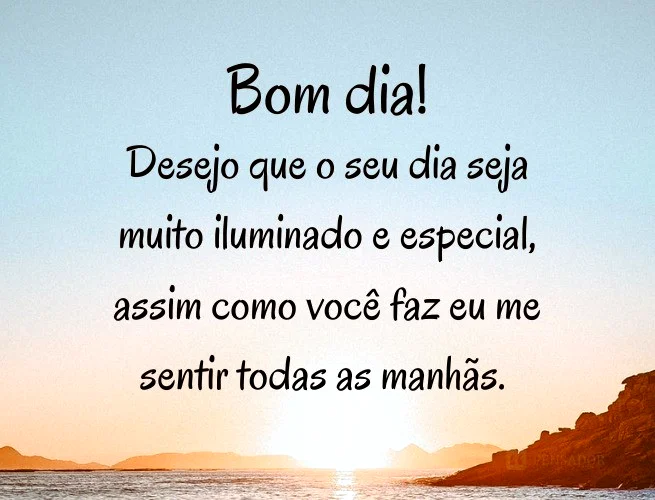 Bom dia!
Desejo que o seu dia seja
muito iluminado e especial,
assim como você faz eu me
sentir todas as manhãs.
PENSADOR